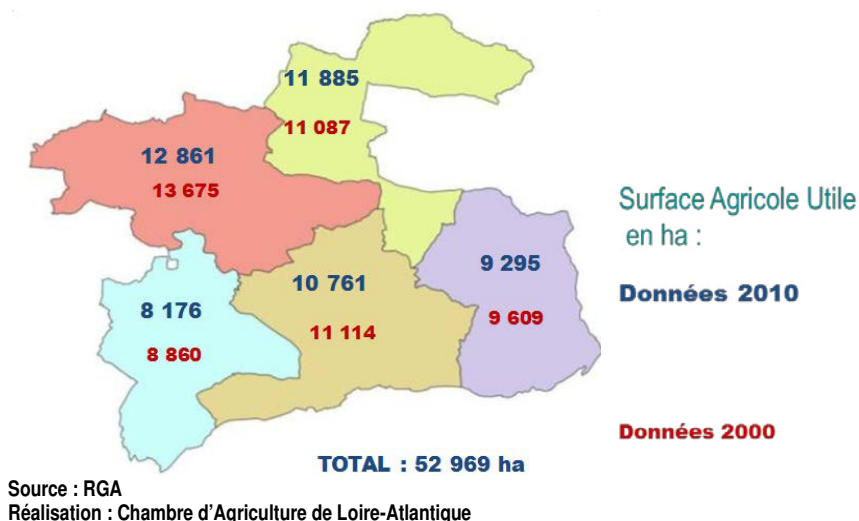 11 885
11 087
12 861
13 675
Surface Agricole Utile
en ha :
9 295
10 761
Données 2010
8 176
9 609
11 114
8 860
Données 2000
TOTAL : 52 969 ha
Source : RGA
Réalisation : Chambre d'Agriculture de Loire-Atlantique